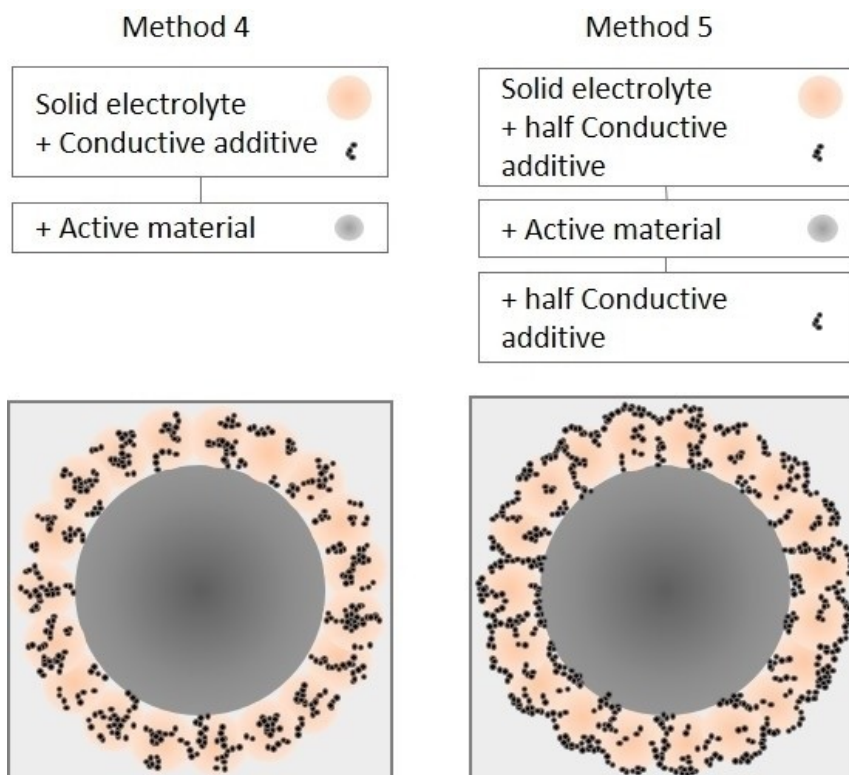 Method 4
Solid electrolyte
+ Conductive additive
+ Active material
Method 5
Solid electrolyte
+ half Conductive
additive
+ Active material
+ half Conductive
additive